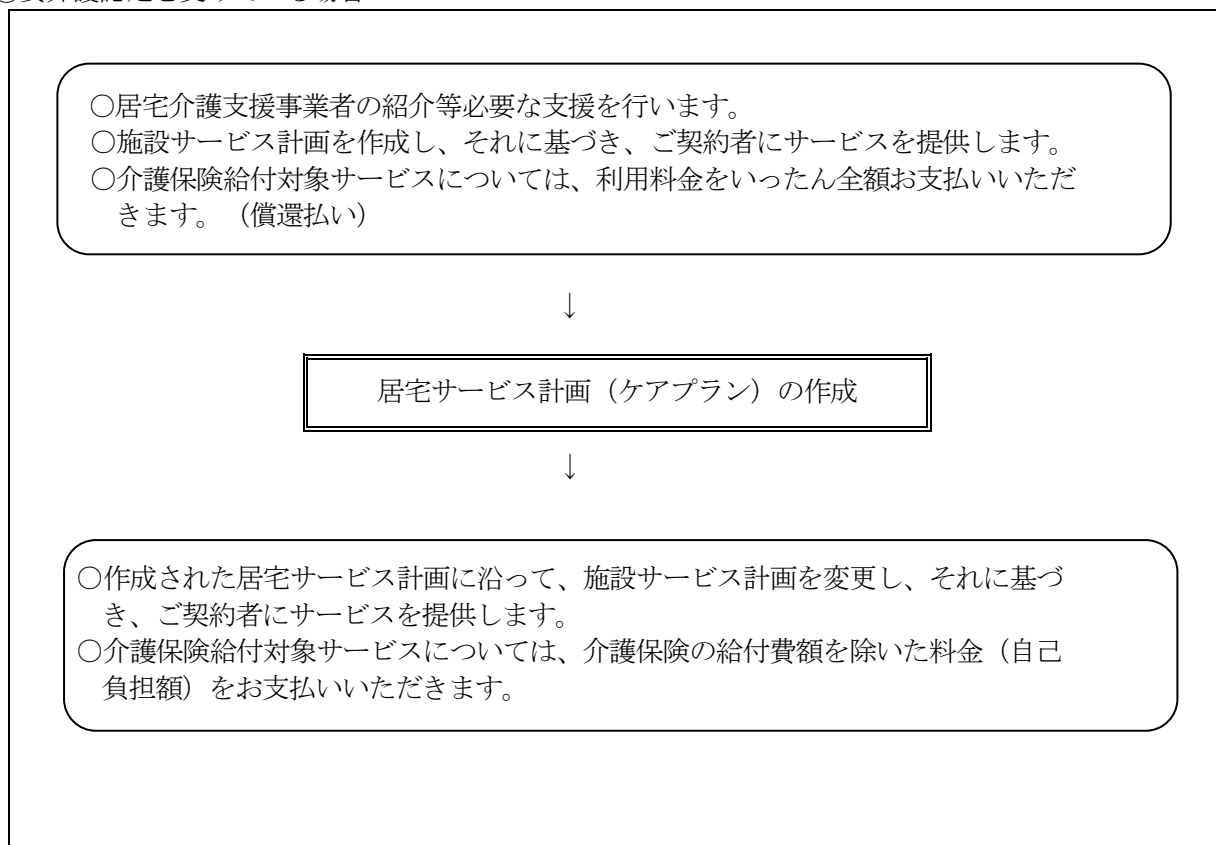 ○居宅介護支援事業者の紹介等必要な支援を行います。
○施設サービス計画を作成し、それに基づき、ご契約者にサービスを提供します。
○介護保険給付対象サービスについては、利用料金をいったん全額お支払いいただ
きます。（償還払い）
↓
居宅サービス計画（ケアプラン）の作成
↓
○作成された居宅サービス計画に沿って、施設サービス計画を変更し、それに基づ
き、ご契約者にサービスを提供します。
○介護保険給付対象サービスについては、介護保険の給付費額を除いた料金（自己
負担額）をお支払いいただきます。